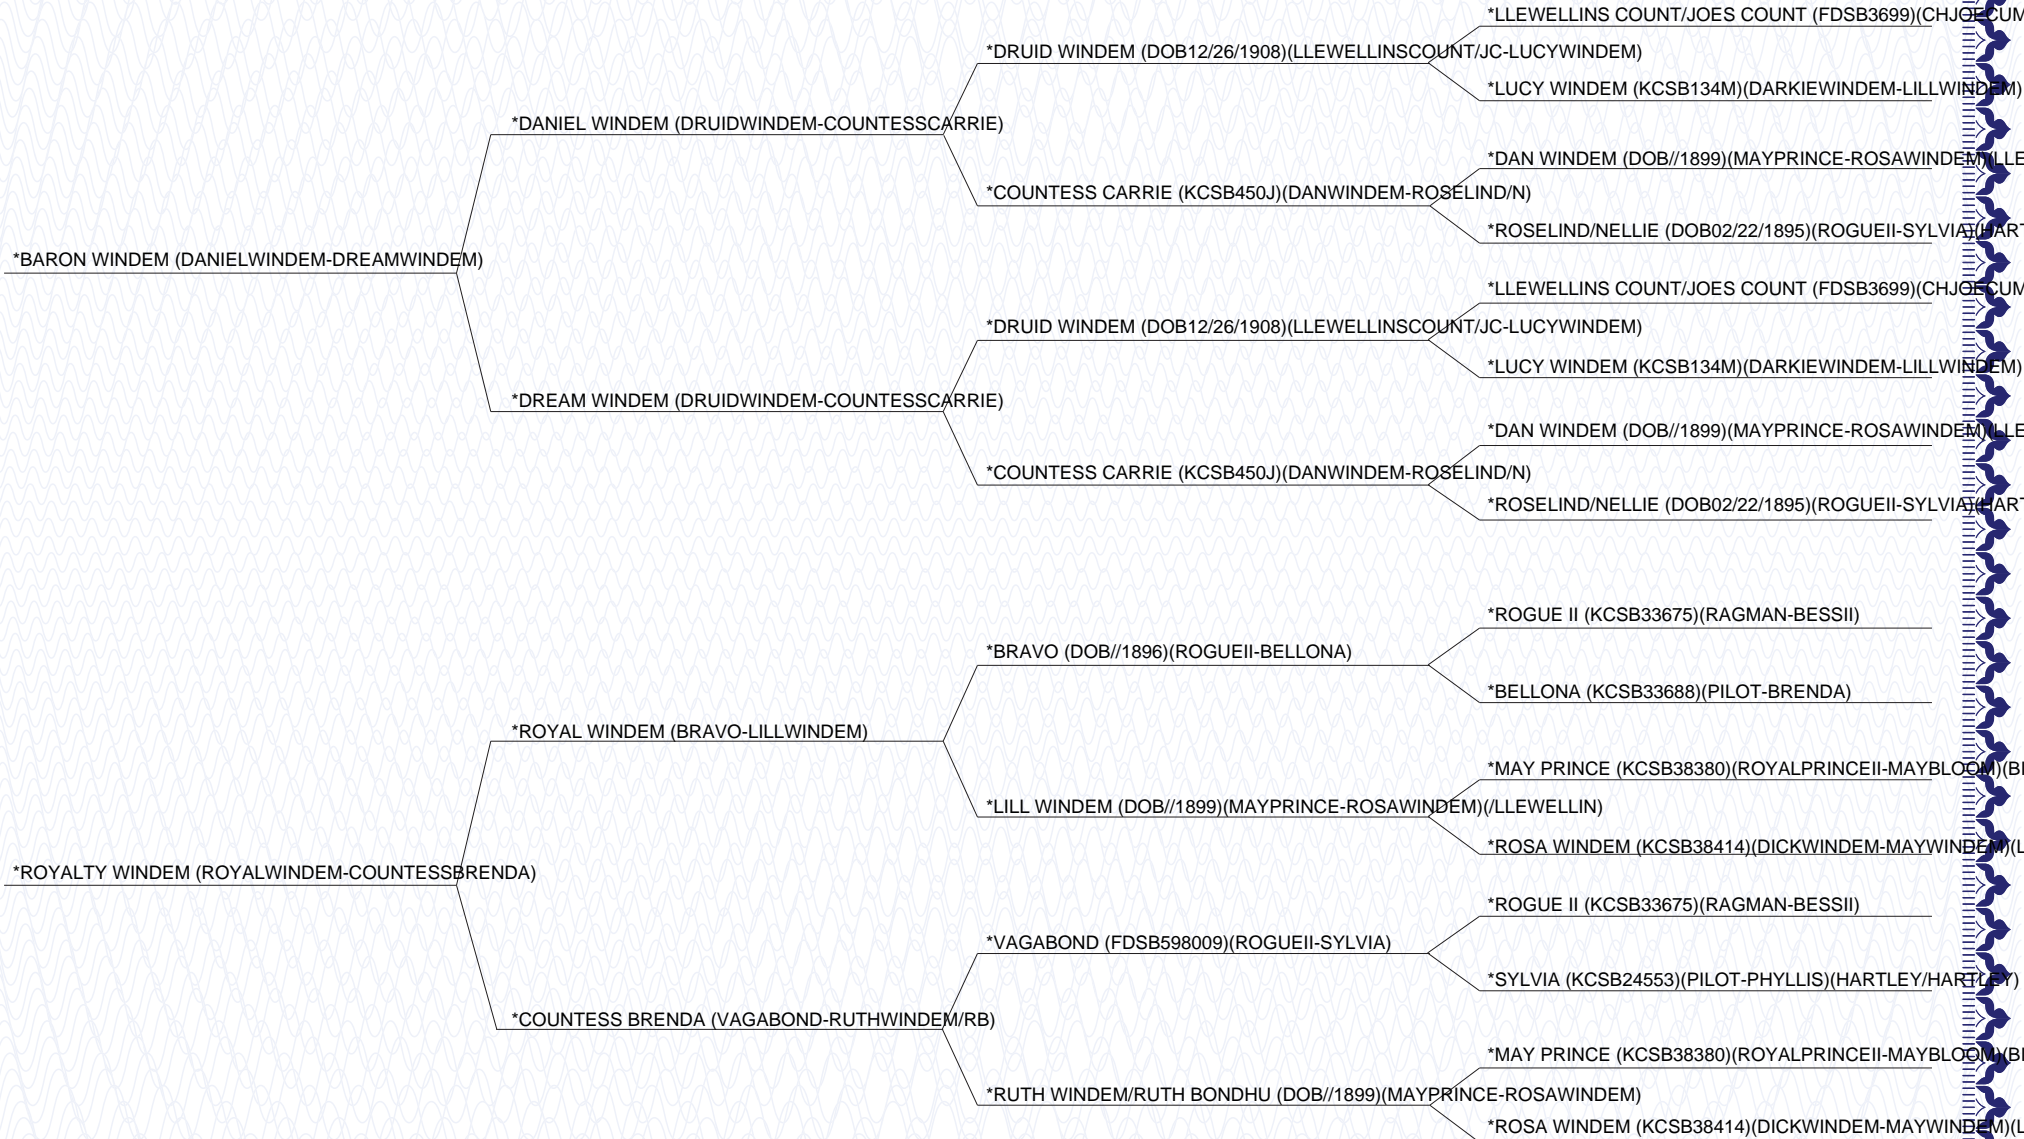 *LLEWELLINS COUNT/JOES COUNT (FDSB3699)(CHJOECUM
*DRUID WINDEM (DOB12/26/1908)(LLEWELLINSCOUNT/JC-LUCYWINDEM)
*LUCY WINDEM (KCSB134M)(DARKIEWINDEM-LILLWINDEM)
*DANIEL WINDEM (DRUIDWINDEM-COUNTESSCARRIE)
*DAN WINDEM (DOB//1899)(MAYPRINCE-ROSAWINDEM)(LLE
*COUNTESS CARRIE (KCSB450J)(DANWINDEM-ROSELIND/N)
*ROSELIND/NELLIE (DOB02/22/1895)(ROGUEII-SYLVIA)(HART
*BARON WINDEM (DANIELWINDEM-DREAMWINDEM)
*LLEWELLINS COUNT/JOES COUNT (FDSB3699)(CHJOECUM
*DRUID WINDEM (DOB12/26/1908)(LLEWELLINSCOUNT/JC-LUCYWINDEM)
*LUCY WINDEM (KCSB134M)(DARKIEWINDEM-LILLWINDEM)
*DREAM WINDEM (DRUIDWINDEM-COUNTESSCARRIE)
*DAN WINDEM (DOB//1899)(MAYPRINCE-ROSAWINDEM)(LLE
*COUNTESS CARRIE (KCSB450J)(DANWINDEM-ROSELIND/N)
*ROSELIND/NELLIE (DOB02/22/1895)(ROGUEII-SYLVIA)(HART
*ROGUE II (KCSB33675)(RAGMAN-BESSII)
*BRAVO (DOB//1896)(ROGUEII-BELLONA)
*BELLONA (KCSB33688)(PILOT-BRENDA)
*ROYAL WINDEM (BRAVO-LILLWINDEM)
*MAY PRINCE (KCSB38380)(ROYALPRINCEII-MAYBLOOM)(B
*LILL WINDEM (DOB//1899)(MAYPRINCE-ROSAWINDEM)(/LLEWELLIN)
*ROSA WINDEM (KCSB38414)(DICKWINDEM-MAYWINDEM)(L
*ROYALTY WINDEM (ROYALWINDEM-COUNTESSBRENDA)
*ROGUE II (KCSB33675)(RAGMAN-BESSII)
*VAGABOND (FDSB598009)(ROGUEII-SYLVIA)
*SYLVIA (KCSB24553)(PILOT-PHYLLIS)(HARTLEY/HARTLEY)
*COUNTESS BRENDA (VAGABOND-RUTHWINDEM/RB)
*MAY PRINCE (KCSB38380)(ROYALPRINCEII-MAYBLOOM)(B
*RUTH WINDEM/RUTH BONDHU (DOB//1899)(MAYPRINCE-ROSAWINDEM)
*ROSA WINDEM (KCSB38414)(DICKWINDEM-MAYWINDEM)(L